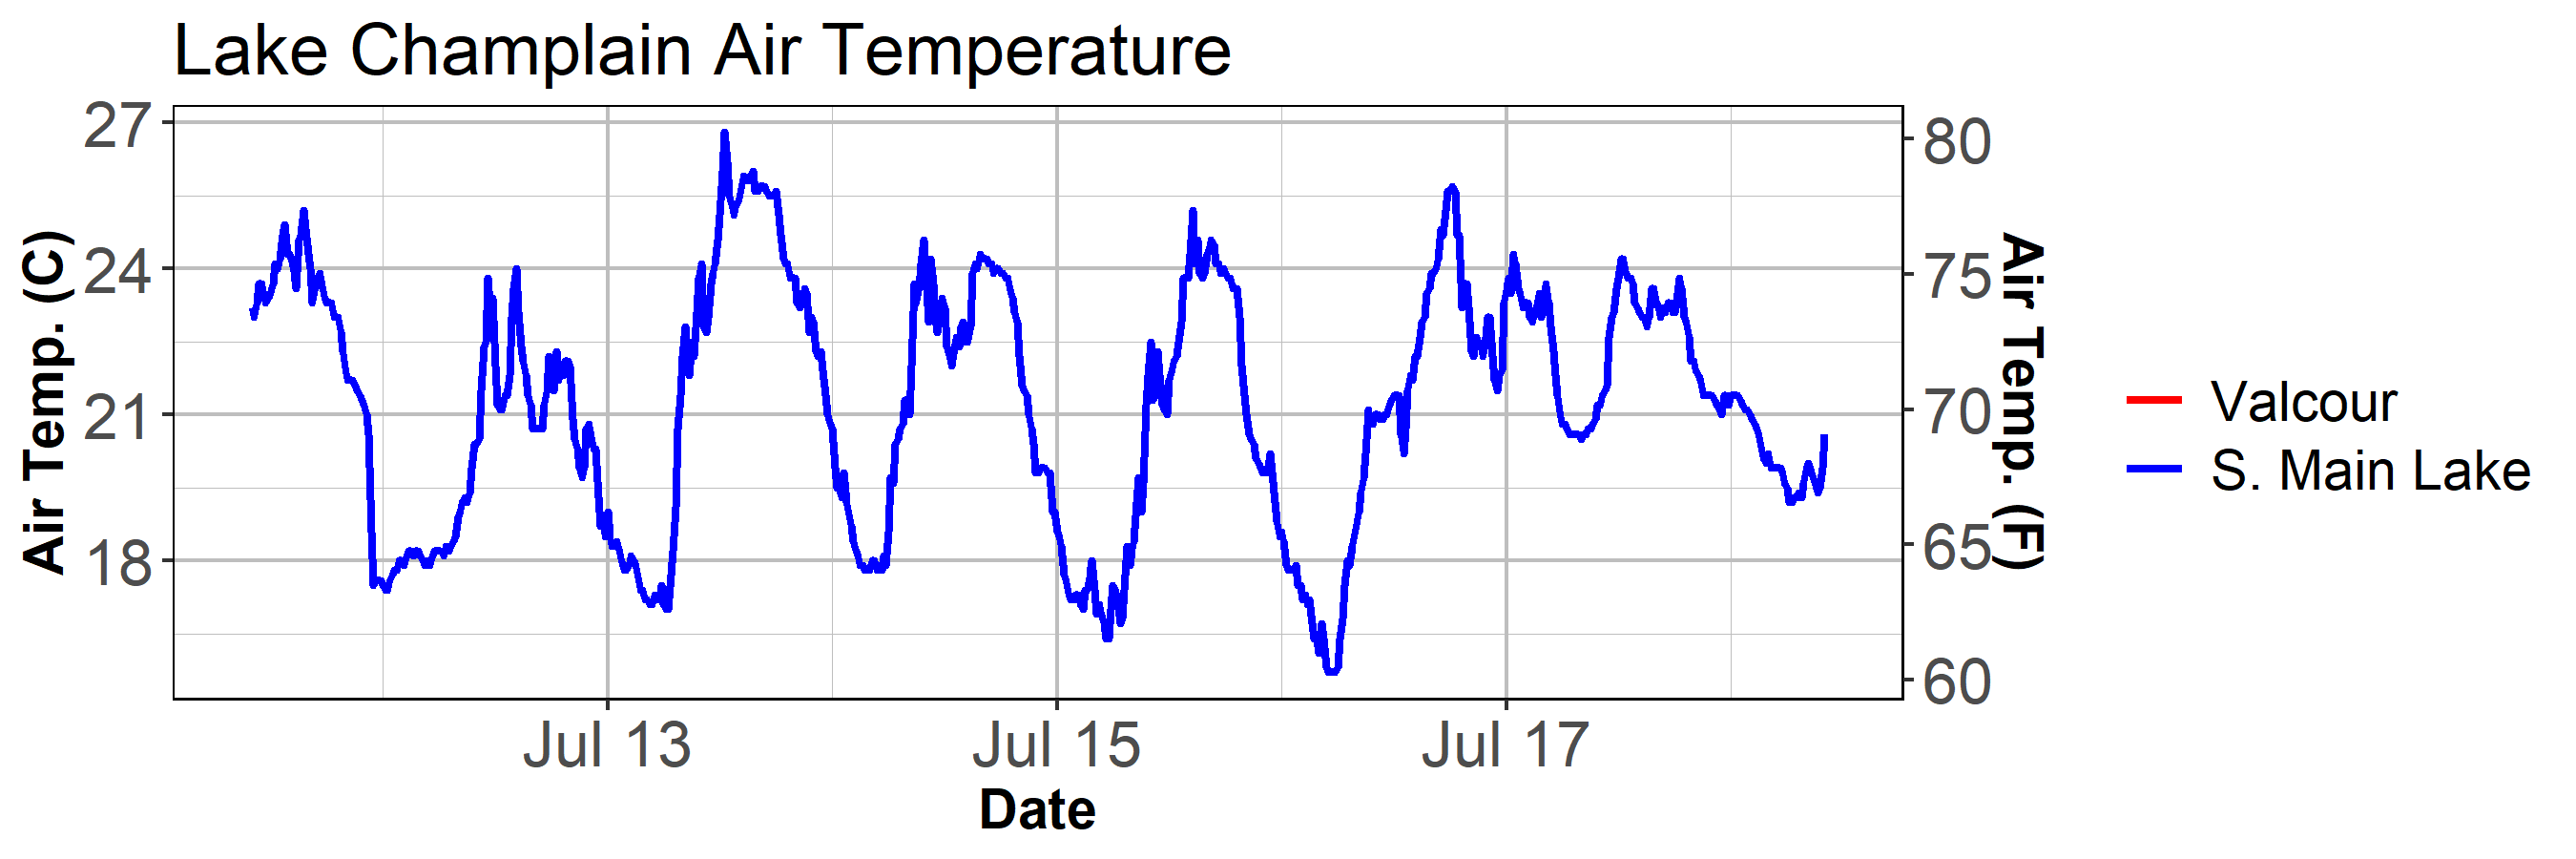 Lake Champlain Air Temperature
Air Temp. (C)
27
24
21
18
80
75
70
65
60
Air Temp. (F)
Jul 13
Jul 15
Jul 17
Date
Valcour
S. Main Lake